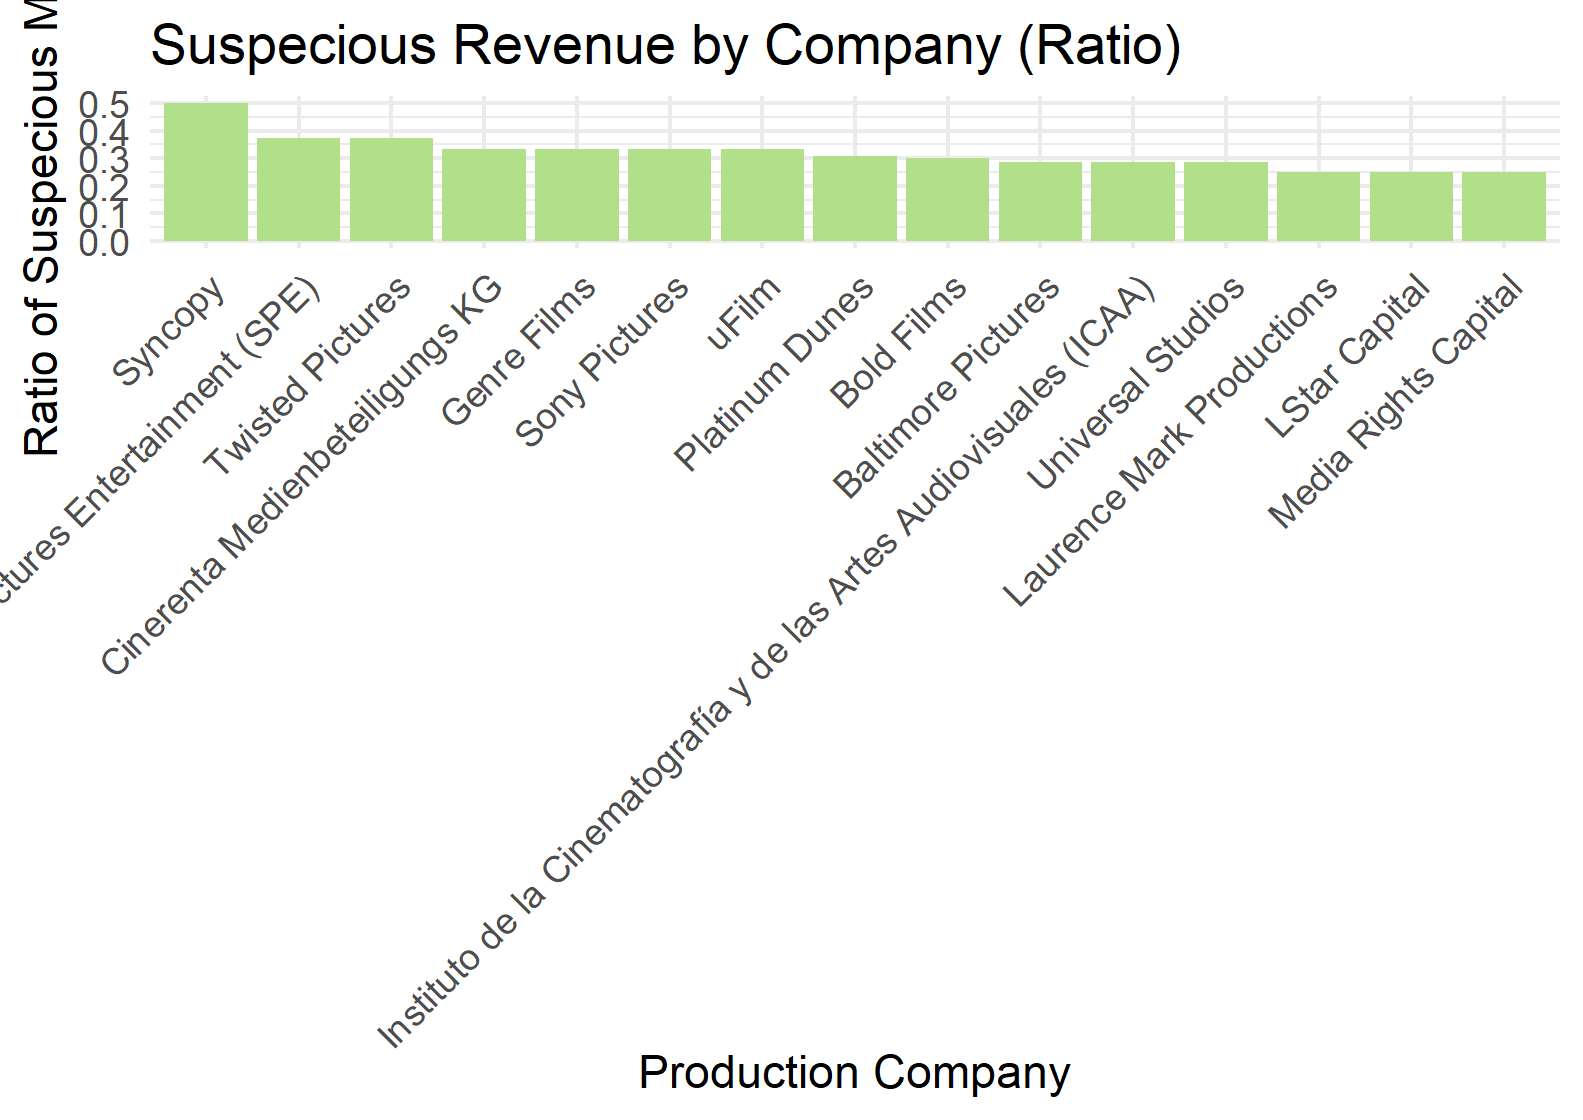 Suspecious Revenue by Company (Ratio)
Ratio of Suspecious
0.5
0.4
0.3
0.2
0.1
0.0
Syncopy
Entertainment (SPE)
Twisted Pictures
Cinerenta Medienbeteiligungs KG
Genre Films
Sony Pictures
uFilm
Platinum Dunes
Bold Films
Baltimore Pictures
Instituto de la Cinematografía y de las Artes Audiovisuales (ICAA)
Universal Studios
Laurence Mark Productions
LStar Capital
Media Rights Capital
Production Company